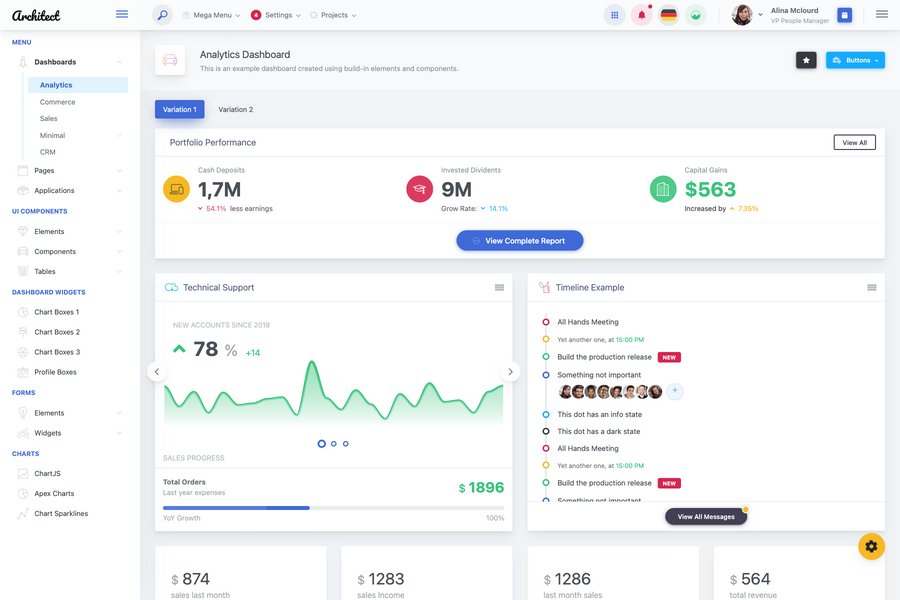 Architect
Mega Menu
4
Settings
Projects
Alina Mclourd
VP People Manager
MENU
Dashboards
Analytics
Commerce
Sales
Minimal
CRM
Pages
Applications
UI COMPONENTS
Elements
Components
Tables
DASHBOARD WIDGETS
Chart Boxes 1
Chart Boxes 2
Chart Boxes 3
Profile Boxes
FORMS
Elements
Widgets
CHARTS
ChartJS
Apex Charts
Chart Sparklines
Analytics Dashboard
This is an example dashboard created using build-in elements and components.
Buttons
Variation 1
Variation 2
Portfolio Performance
View All
Cash Deposits
1,7M
54.1% less earnings
Invested Dividents
9M
Grow Rate: 14.1%
Capital Gains
$563
Increased by 7.35%
View Complete Report
Technical Support
NEW ACCOUNTS SINCE 2018
78 % +14
SALES PROGRESS
Total Orders
Last year expenses
$ 1896
YoY Growth
100%
Timeline Example
All Hands Meeting
Yet another one, at 15:00 PM
Build the production release NEW
Something not important
+
This dot has an info state
This dot has a dark state
All Hands Meeting
Yet another one, at 15:00 PM
Build the production release NEW
Something not important
View All Messages
$ 874
sales last month
$ 1283
sales Income
$ 1286
last month sales
$ 564
total revenue